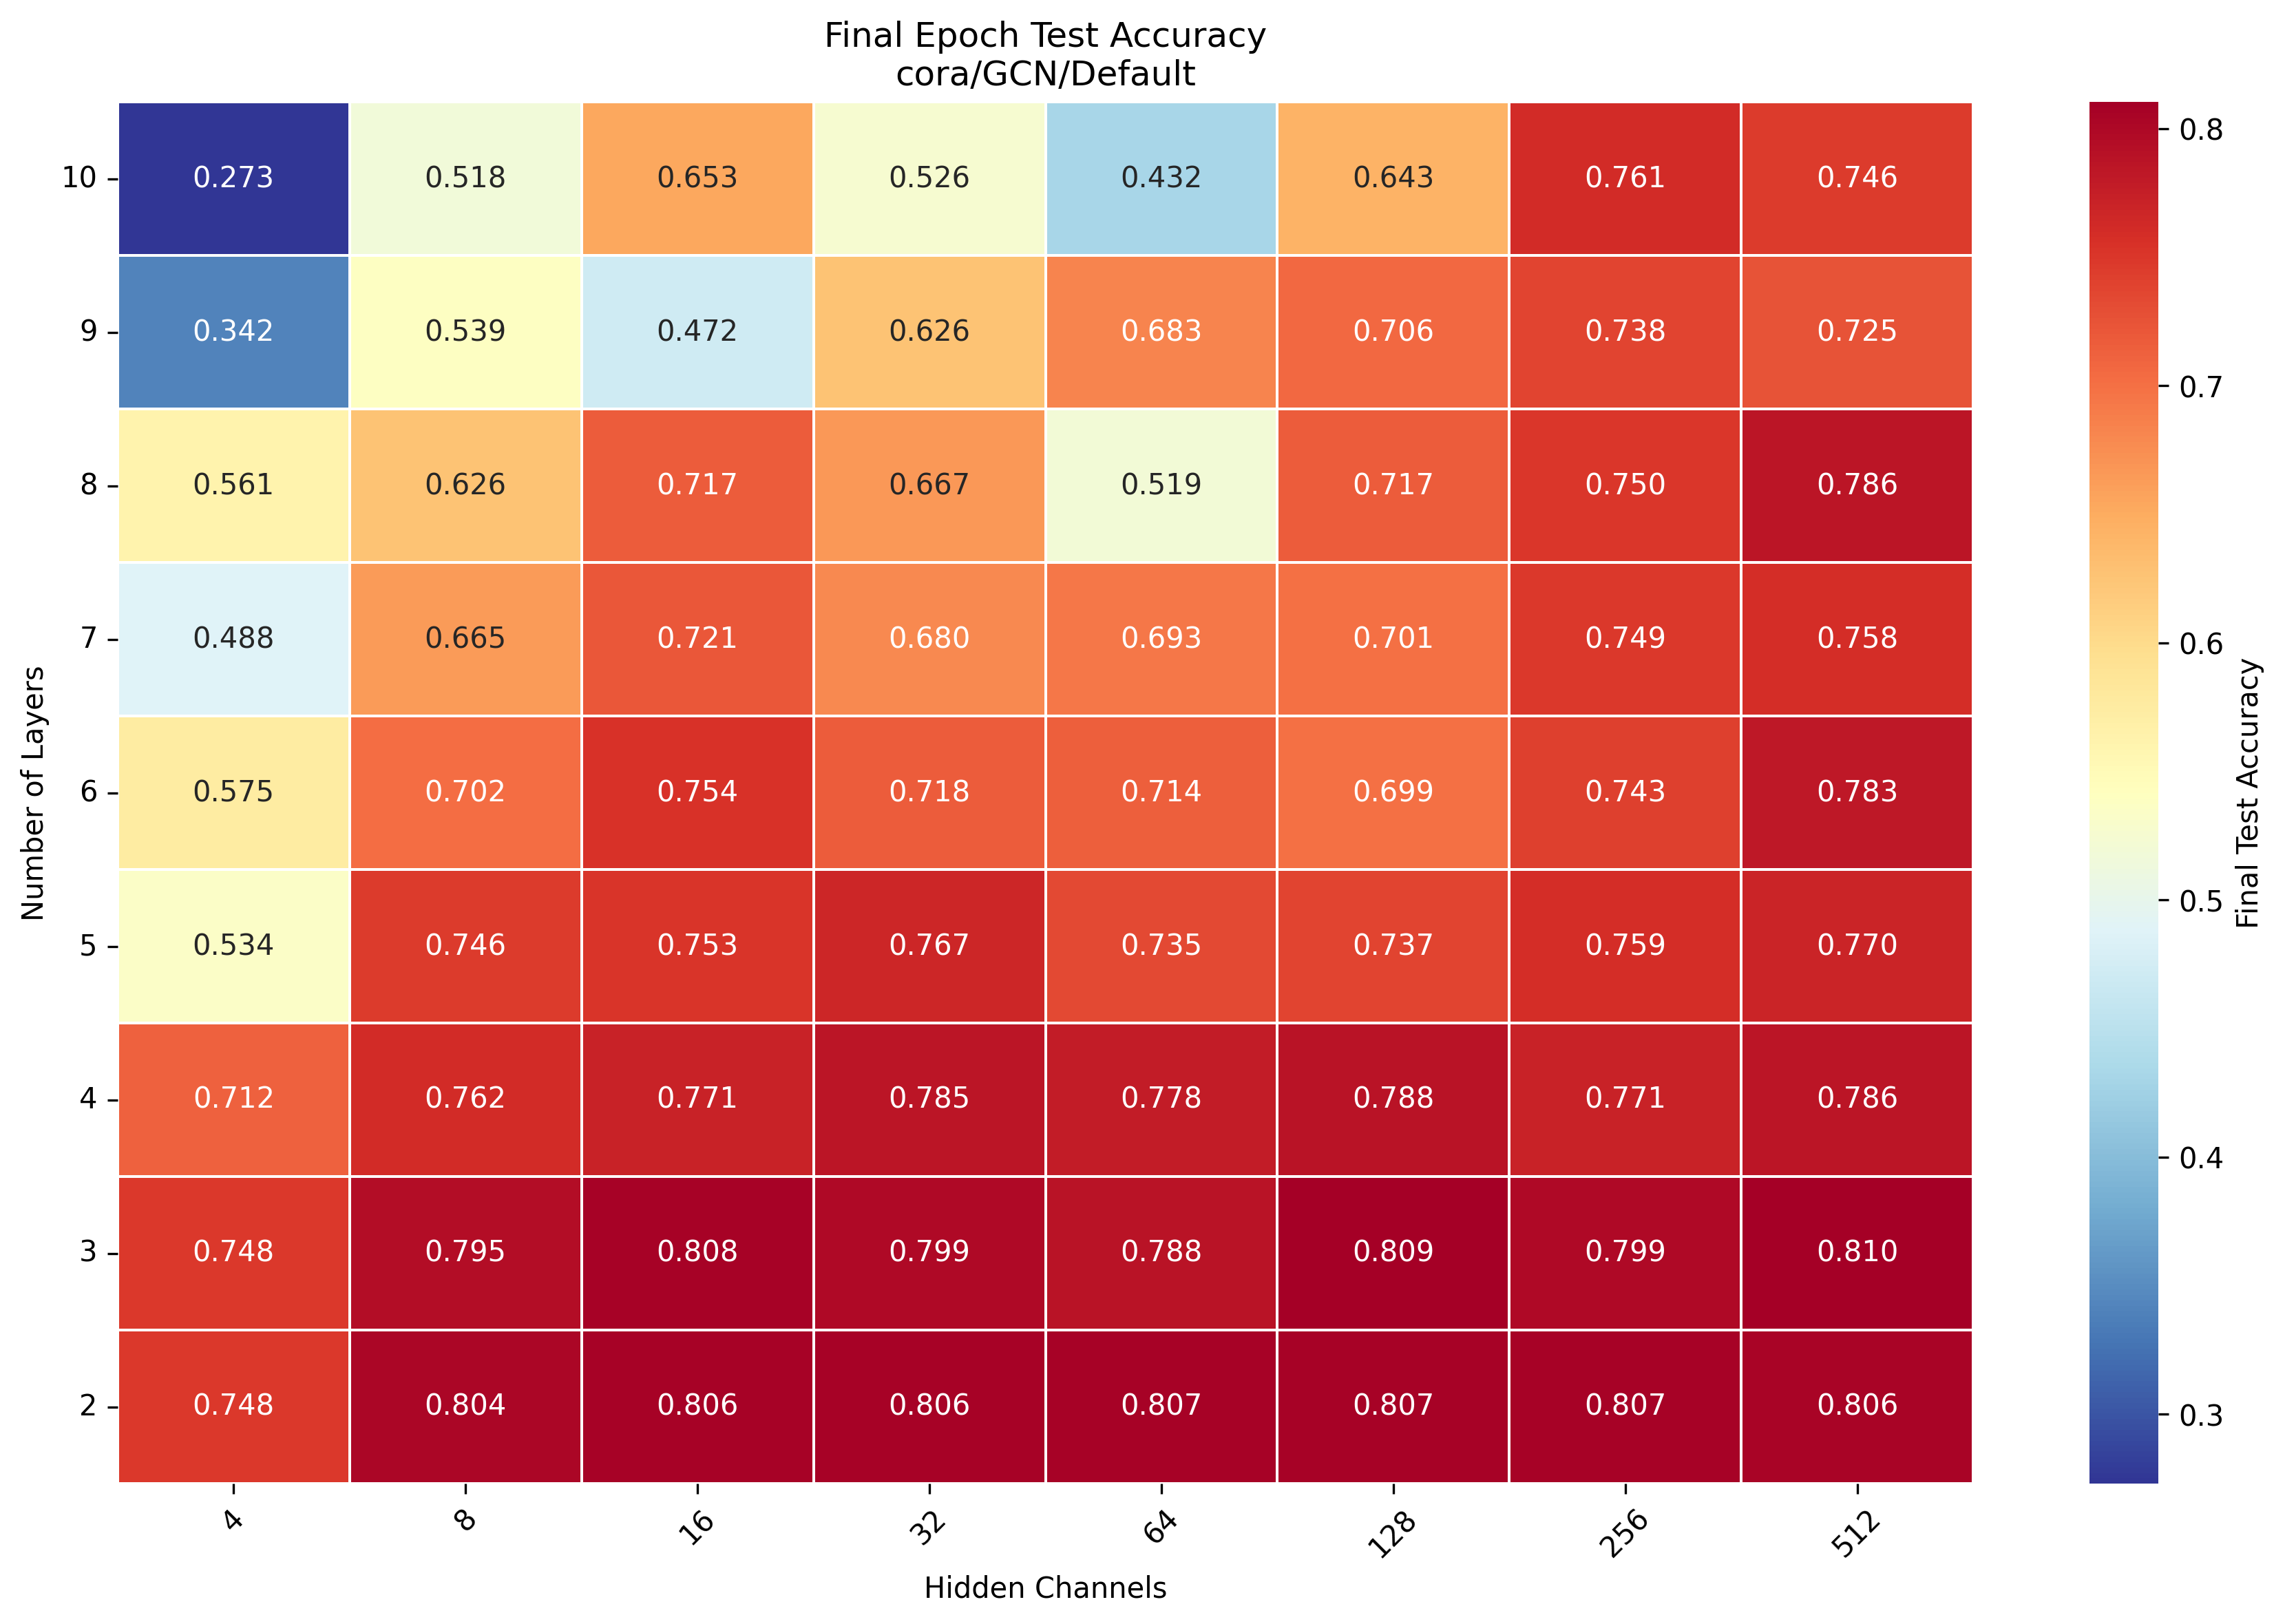 Final Epoch Test Accuracy
cora/GCN/Default
10 0.273 0.518 0.653 0.526 0.432 0.643 0.761 0.746
9 0.342 0.539 0.472 0.626 0.683 0.706 0.738 0.725
8 0.561 0.626 0.717 0.667 0.519 0.717 0.750 0.786
7 0.488 0.665 0.721 0.680 0.693 0.701 0.749 0.758
6 0.575 0.702 0.754 0.718 0.714 0.699 0.743 0.783
5 0.534 0.746 0.753 0.767 0.735 0.737 0.759 0.770
4 0.712 0.762 0.771 0.785 0.778 0.788 0.771 0.786
3 0.748 0.795 0.808 0.799 0.788 0.809 0.799 0.810
2 0.748 0.804 0.806 0.806 0.807 0.807 0.807 0.806
4 8 16 32 64 128 256 512
Hidden Channels
Number of Layers
0.8
0.7
0.6
0.5
0.4
0.3
Final Test Accuracy